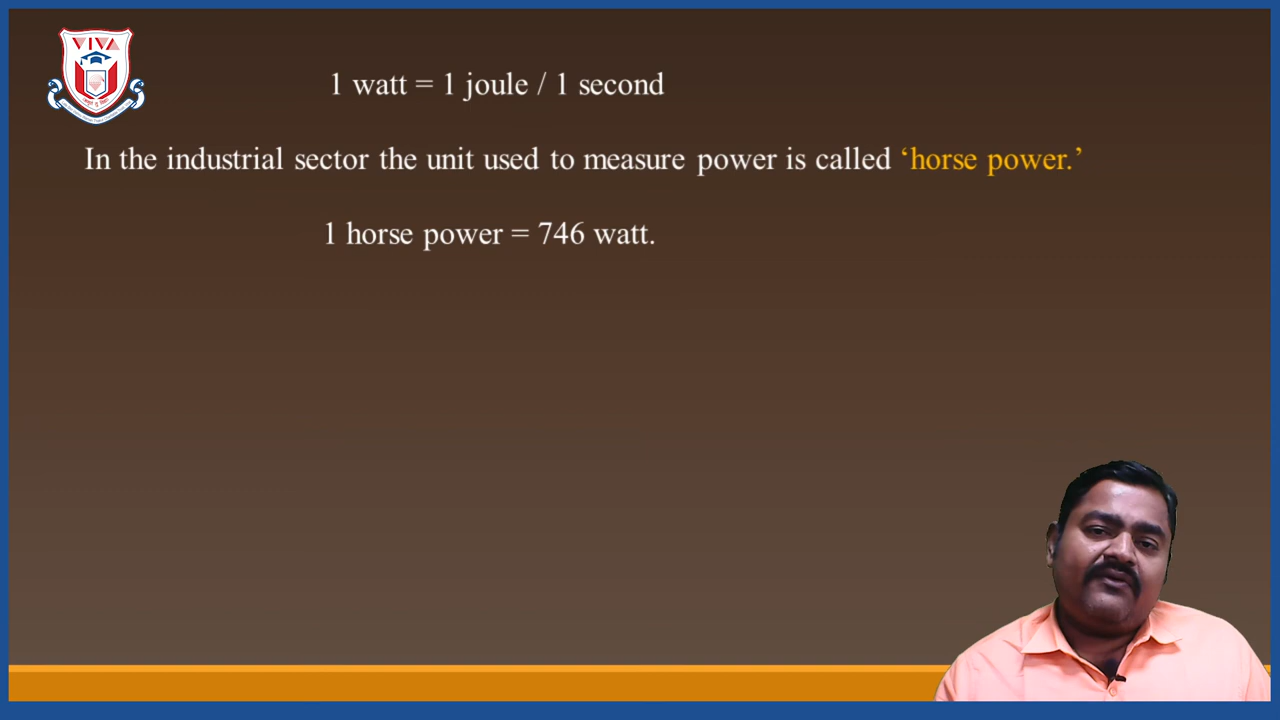 VIVA
1 watt = 1 joule / 1 second
In the industrial sector the unit used to measure power is called ‘horse power.’
1 horse power = 746 watt.